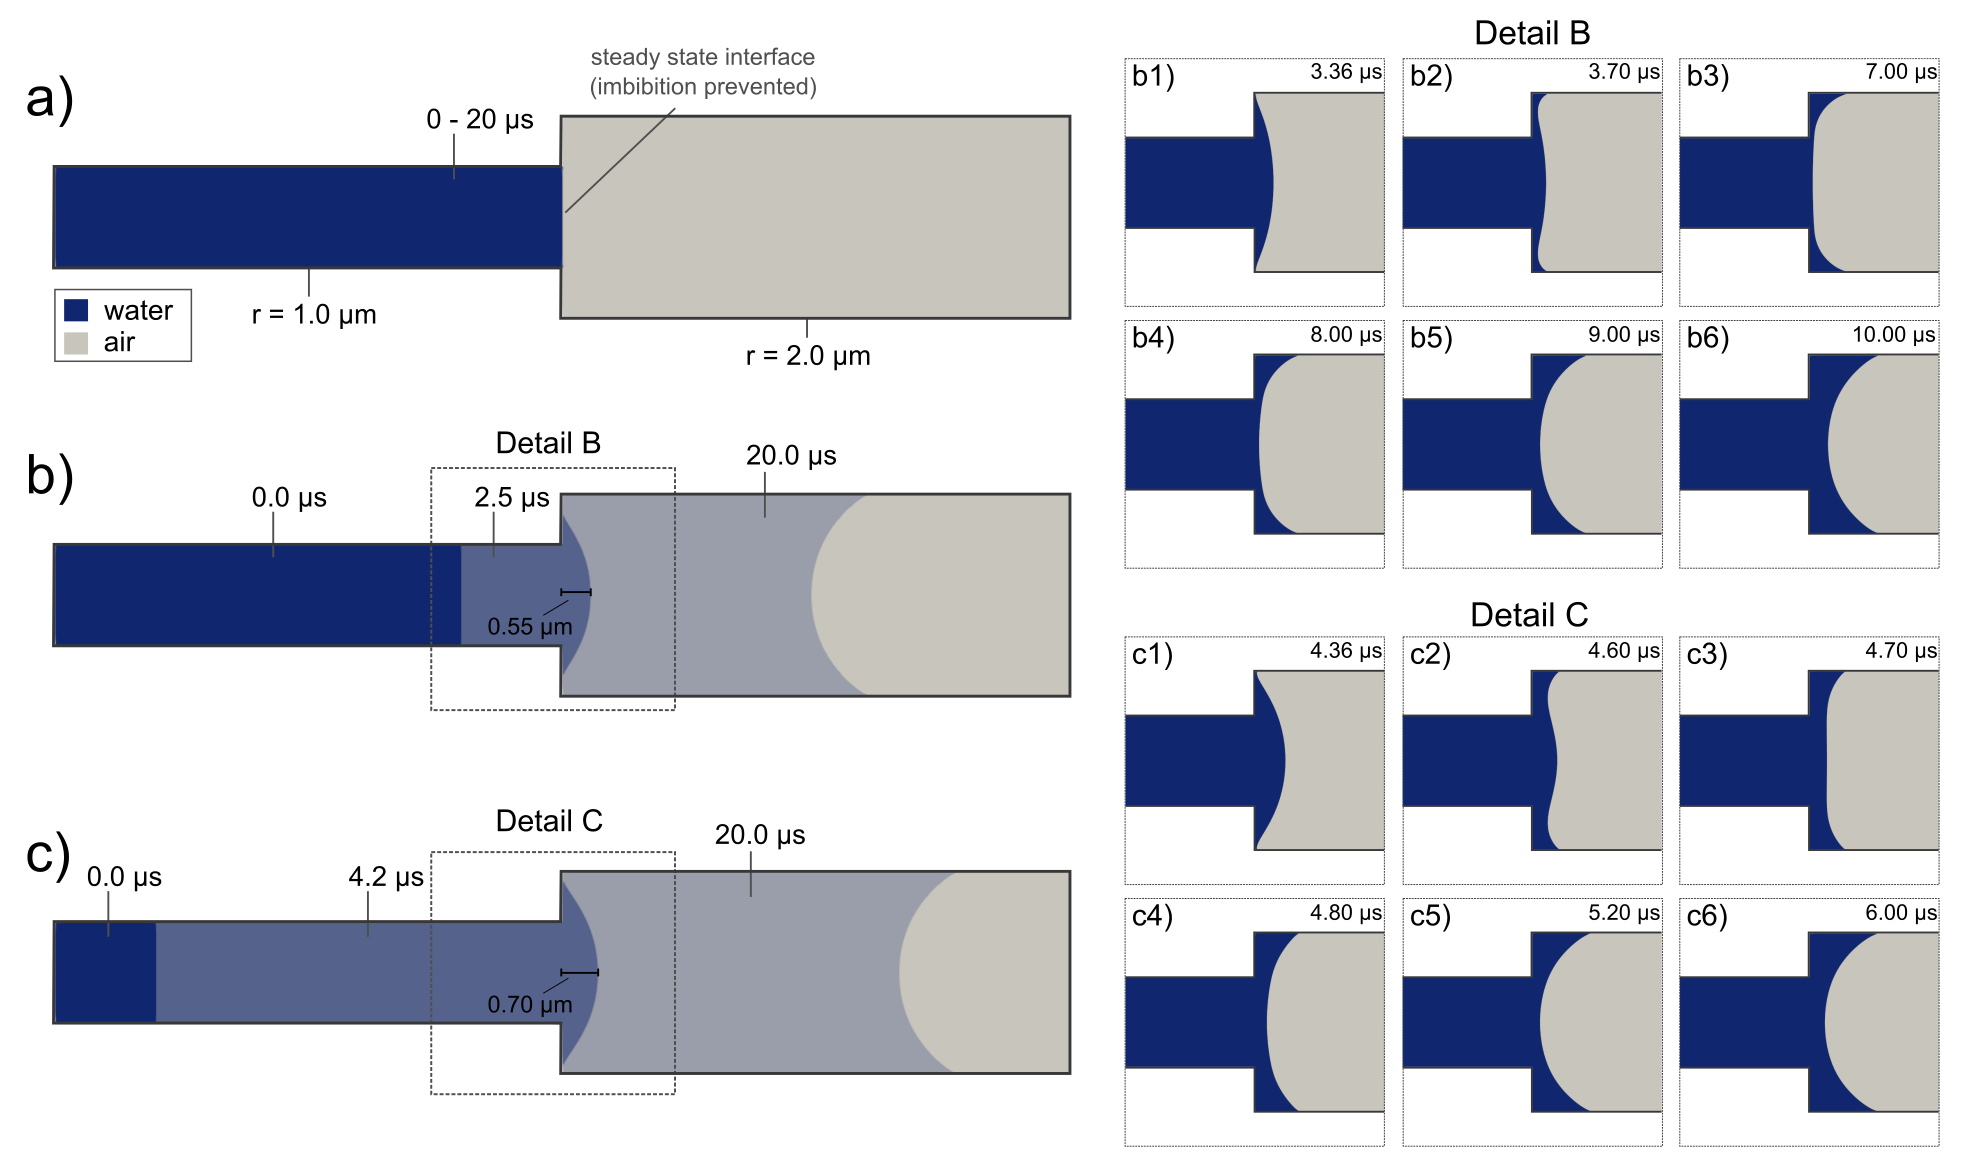 a)
steady state interface
(imbibition prevented)
0 - 20 µs
r = 1.0 µm
water
air
r = 2.0 µm
b)
Detail B
0.0 µs
2.5 µs
20.0 µs
0.55 µm
c)
Detail C
0.0 µs
4.2 µs
20.0 µs
0.70 µm
Detail B
b1) 3.36 µs
b2) 3.70 µs
b3) 7.00 µs
b4) 8.00 µs
b5) 9.00 µs
b6) 10.00 µs
Detail C
c1) 4.36 µs
c2) 4.60 µs
c3) 4.70 µs
c4) 4.80 µs
c5) 5.20 µs
c6) 6.00 µs